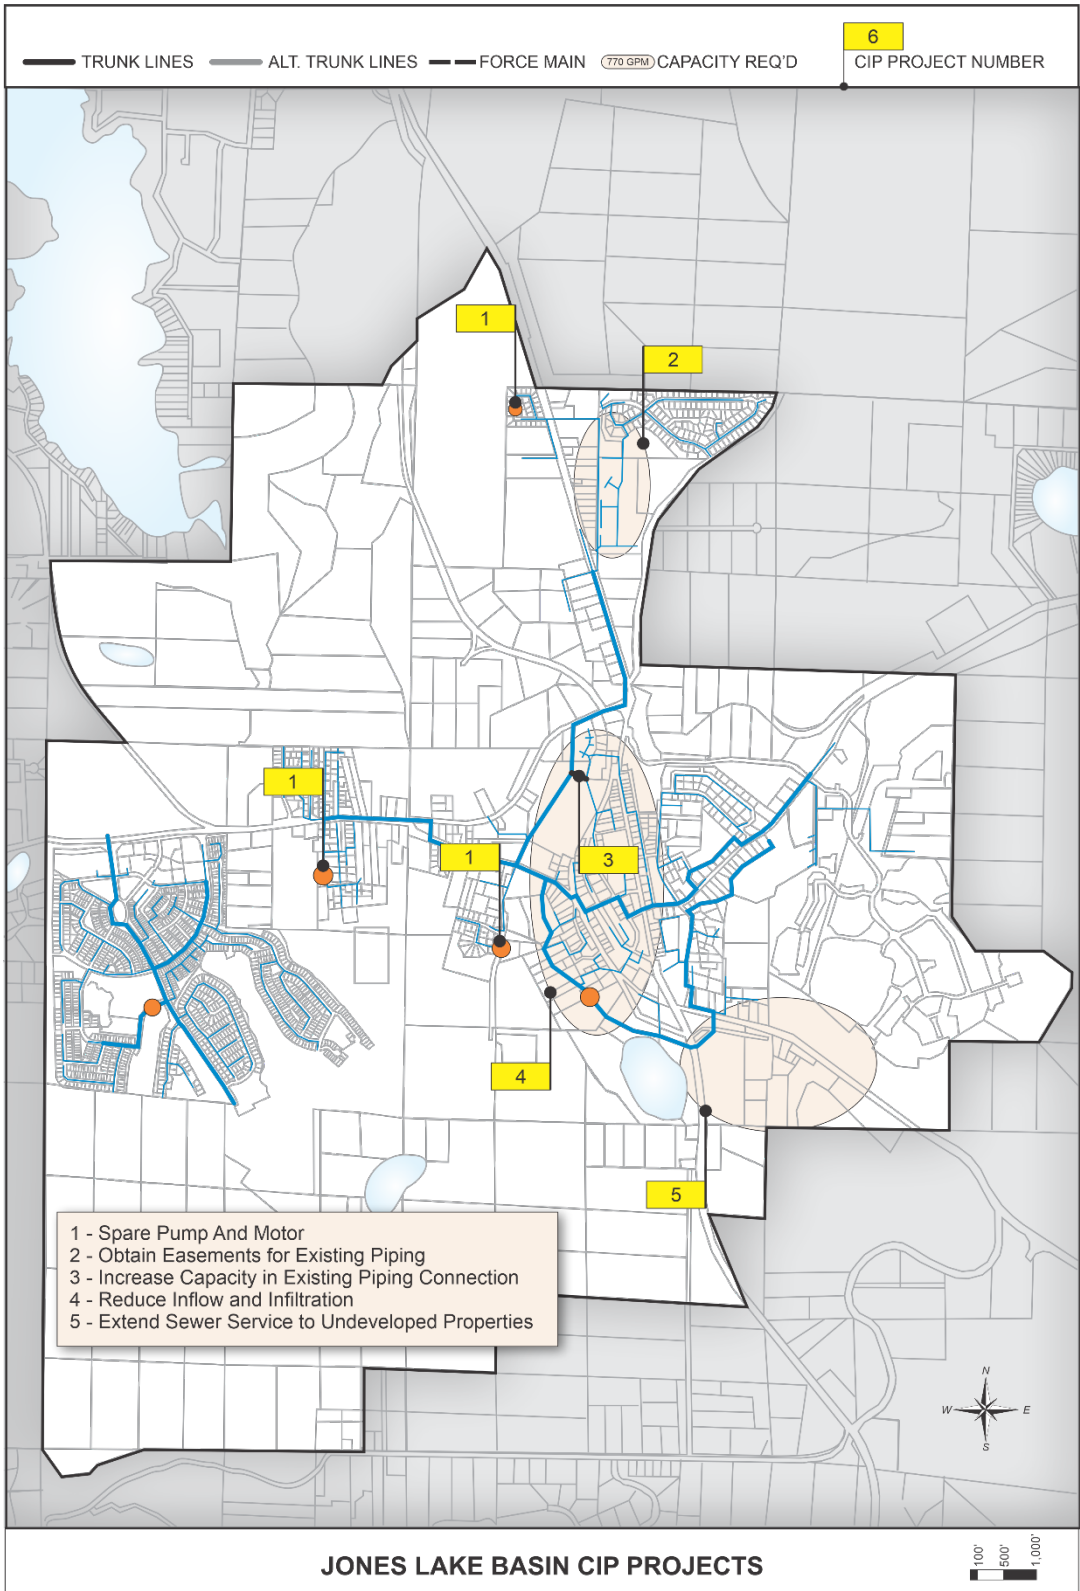 6
TRUNK LINES
ALT. TRUNK LINES
FORCE MAIN
770 GPM
CAPACITY REQ'D
CIP PROJECT NUMBER
1
2
1
1
3
4
5
1 - Spare Pump And Motor
2 - Obtain Easements for Existing Piping
3 - Increase Capacity in Existing Piping Connection
4 - Reduce Inflow and Infiltration
5 - Extend Sewer Service to Undeveloped Properties
N
W
E
S
JONES LAKE BASIN CIP PROJECTS
100'
500'
1,000'